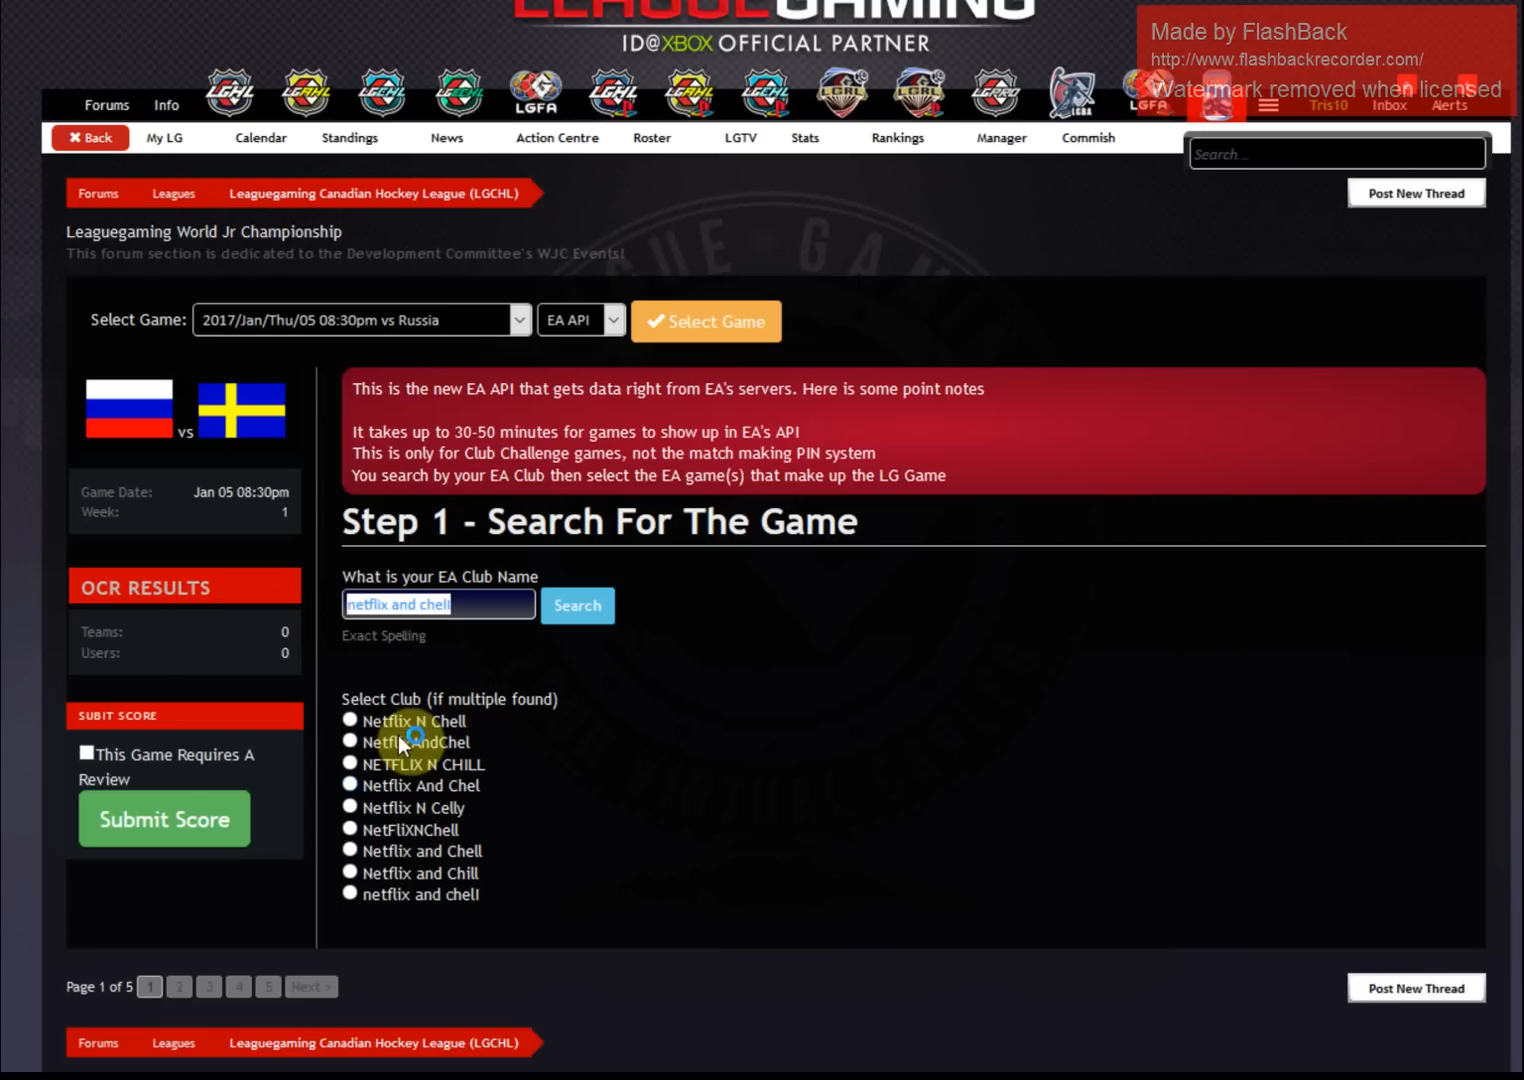 LEAGUEGAMING
ID@XBOX OFFICIAL PARTNER
Made by FlashBack
http://www.flashbackrecorder.com/
Watermark removed when licensed
Forums Info LGFA LGFA Tris10 Inbox Alerts
Back My LG Calendar Standings News Action Centre Roster LGTV Stats Rankings Manager Commish
Search...
Forums Leagues Leaguegaming Canadian Hockey League (LGCHL) Post New Thread
Leaguegaming World Jr Championship
This forum section is dedicated to the Development Committee's WJC Events!
Select Game: 2017/Jan/Thu/05 08:30pm vs Russia EA API Select Game
vs
This is the new EA API that gets data right from EA's servers. Here is some point notes
It takes up to 30-50 minutes for games to show up in EA's API
This is only for Club Challenge games, not the match making PIN system
You search by your EA Club then select the EA game(s) that make up the LG Game
Game Date: Jan 05 08:30pm
Week: 1
Step 1 - Search For The Game
What is your EA Club Name
netflix and chelI Search
Exact Spelling
OCR RESULTS
Teams: 0
Users: 0
SUBIT SCORE
This Game Requires A
Review
Submit Score
Select Club (if multiple found)
Netflix N Chell
NetflixAndChel
NETFLIX N CHILL
Netflix And Chel
Netflix N Celly
NetFliXNChell
Netflix and Chell
Netflix and Chill
netflix and chelI
Page 1 of 5 1 2 3 4 5 Next > Post New Thread
Forums Leagues Leaguegaming Canadian Hockey League (LGCHL)